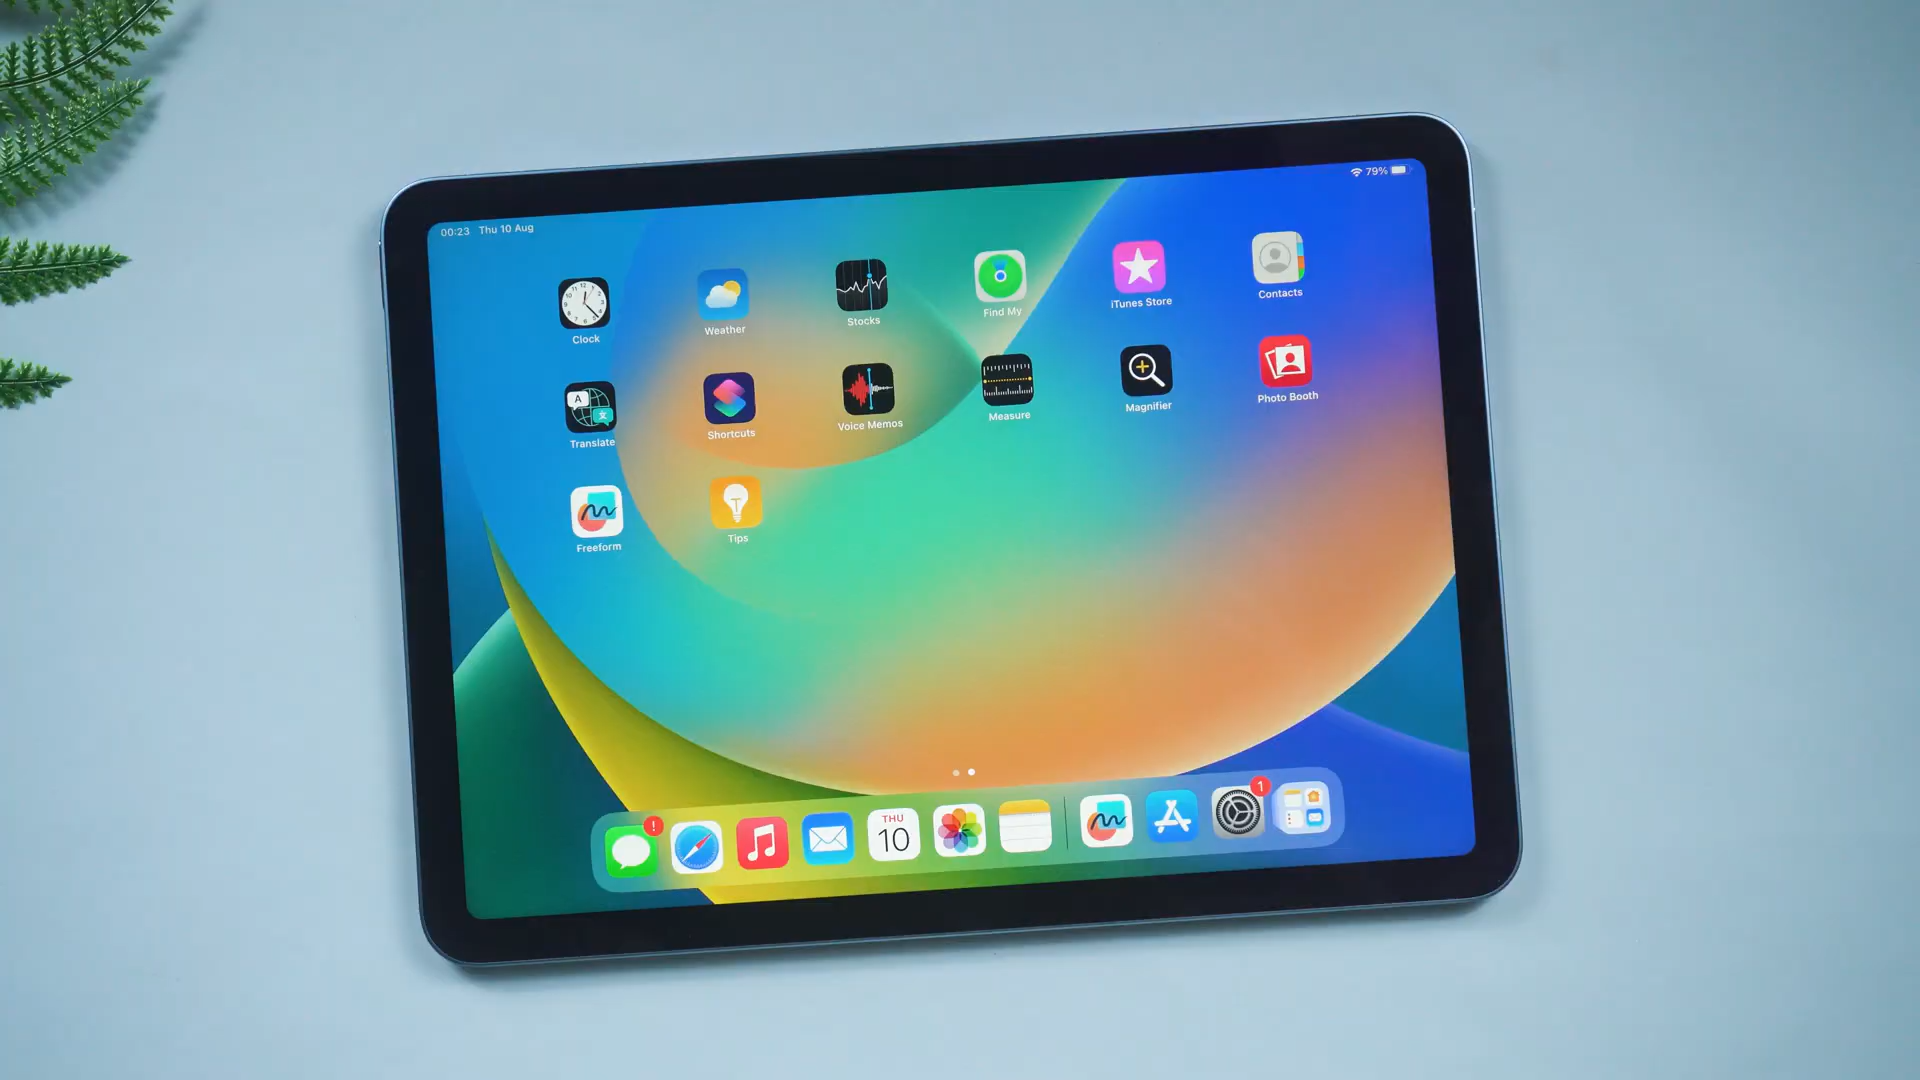 00:23 Thu 10 Aug
79%
Clock
Weather
Stocks
Find My
iTunes Store
Contacts
Translate
Shortcuts
Voice Memos
Measure
Magnifier
Photo Booth
Freeform
Tips
!
THU
10
1